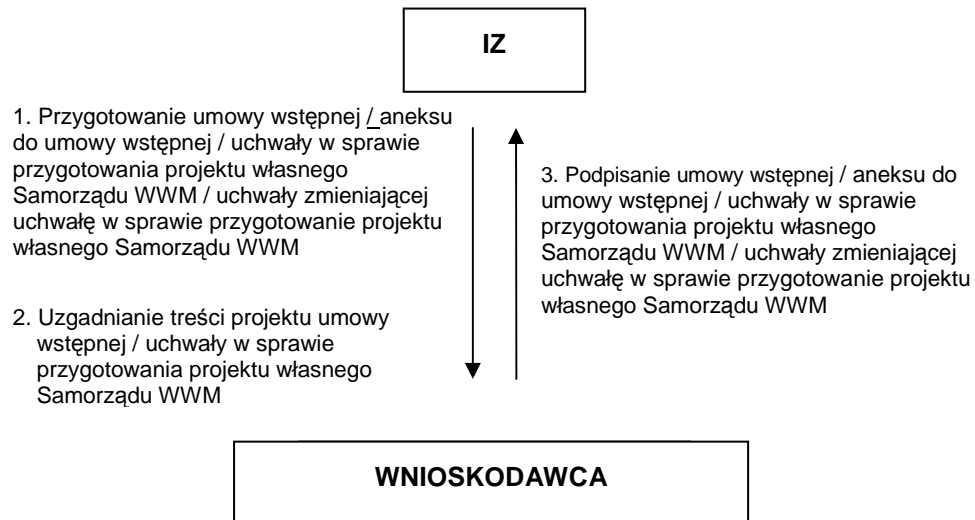 IZ
1. Przygotowanie umowy wstępnej / aneksu
do umowy wstępnej / uchwały w sprawie
przygotowania projektu własnego
Samorządu WWM / uchwały zmieniającej
uchwałę w sprawie przygotowanie projektu
własnego Samorządu WWM
2. Uzgadnianie treści projektu umowy
wstępnej / uchwały w sprawie
przygotowania projektu własnego
Samorządu WWM
3. Podpisanie umowy wstępnej / aneksu do
umowy wstępnej / uchwały w sprawie
przygotowania projektu własnego
Samorządu WWM / uchwały zmieniającej
uchwałę w sprawie przygotowanie projektu
własnego Samorządu WWM
WNIOSKODAWCA